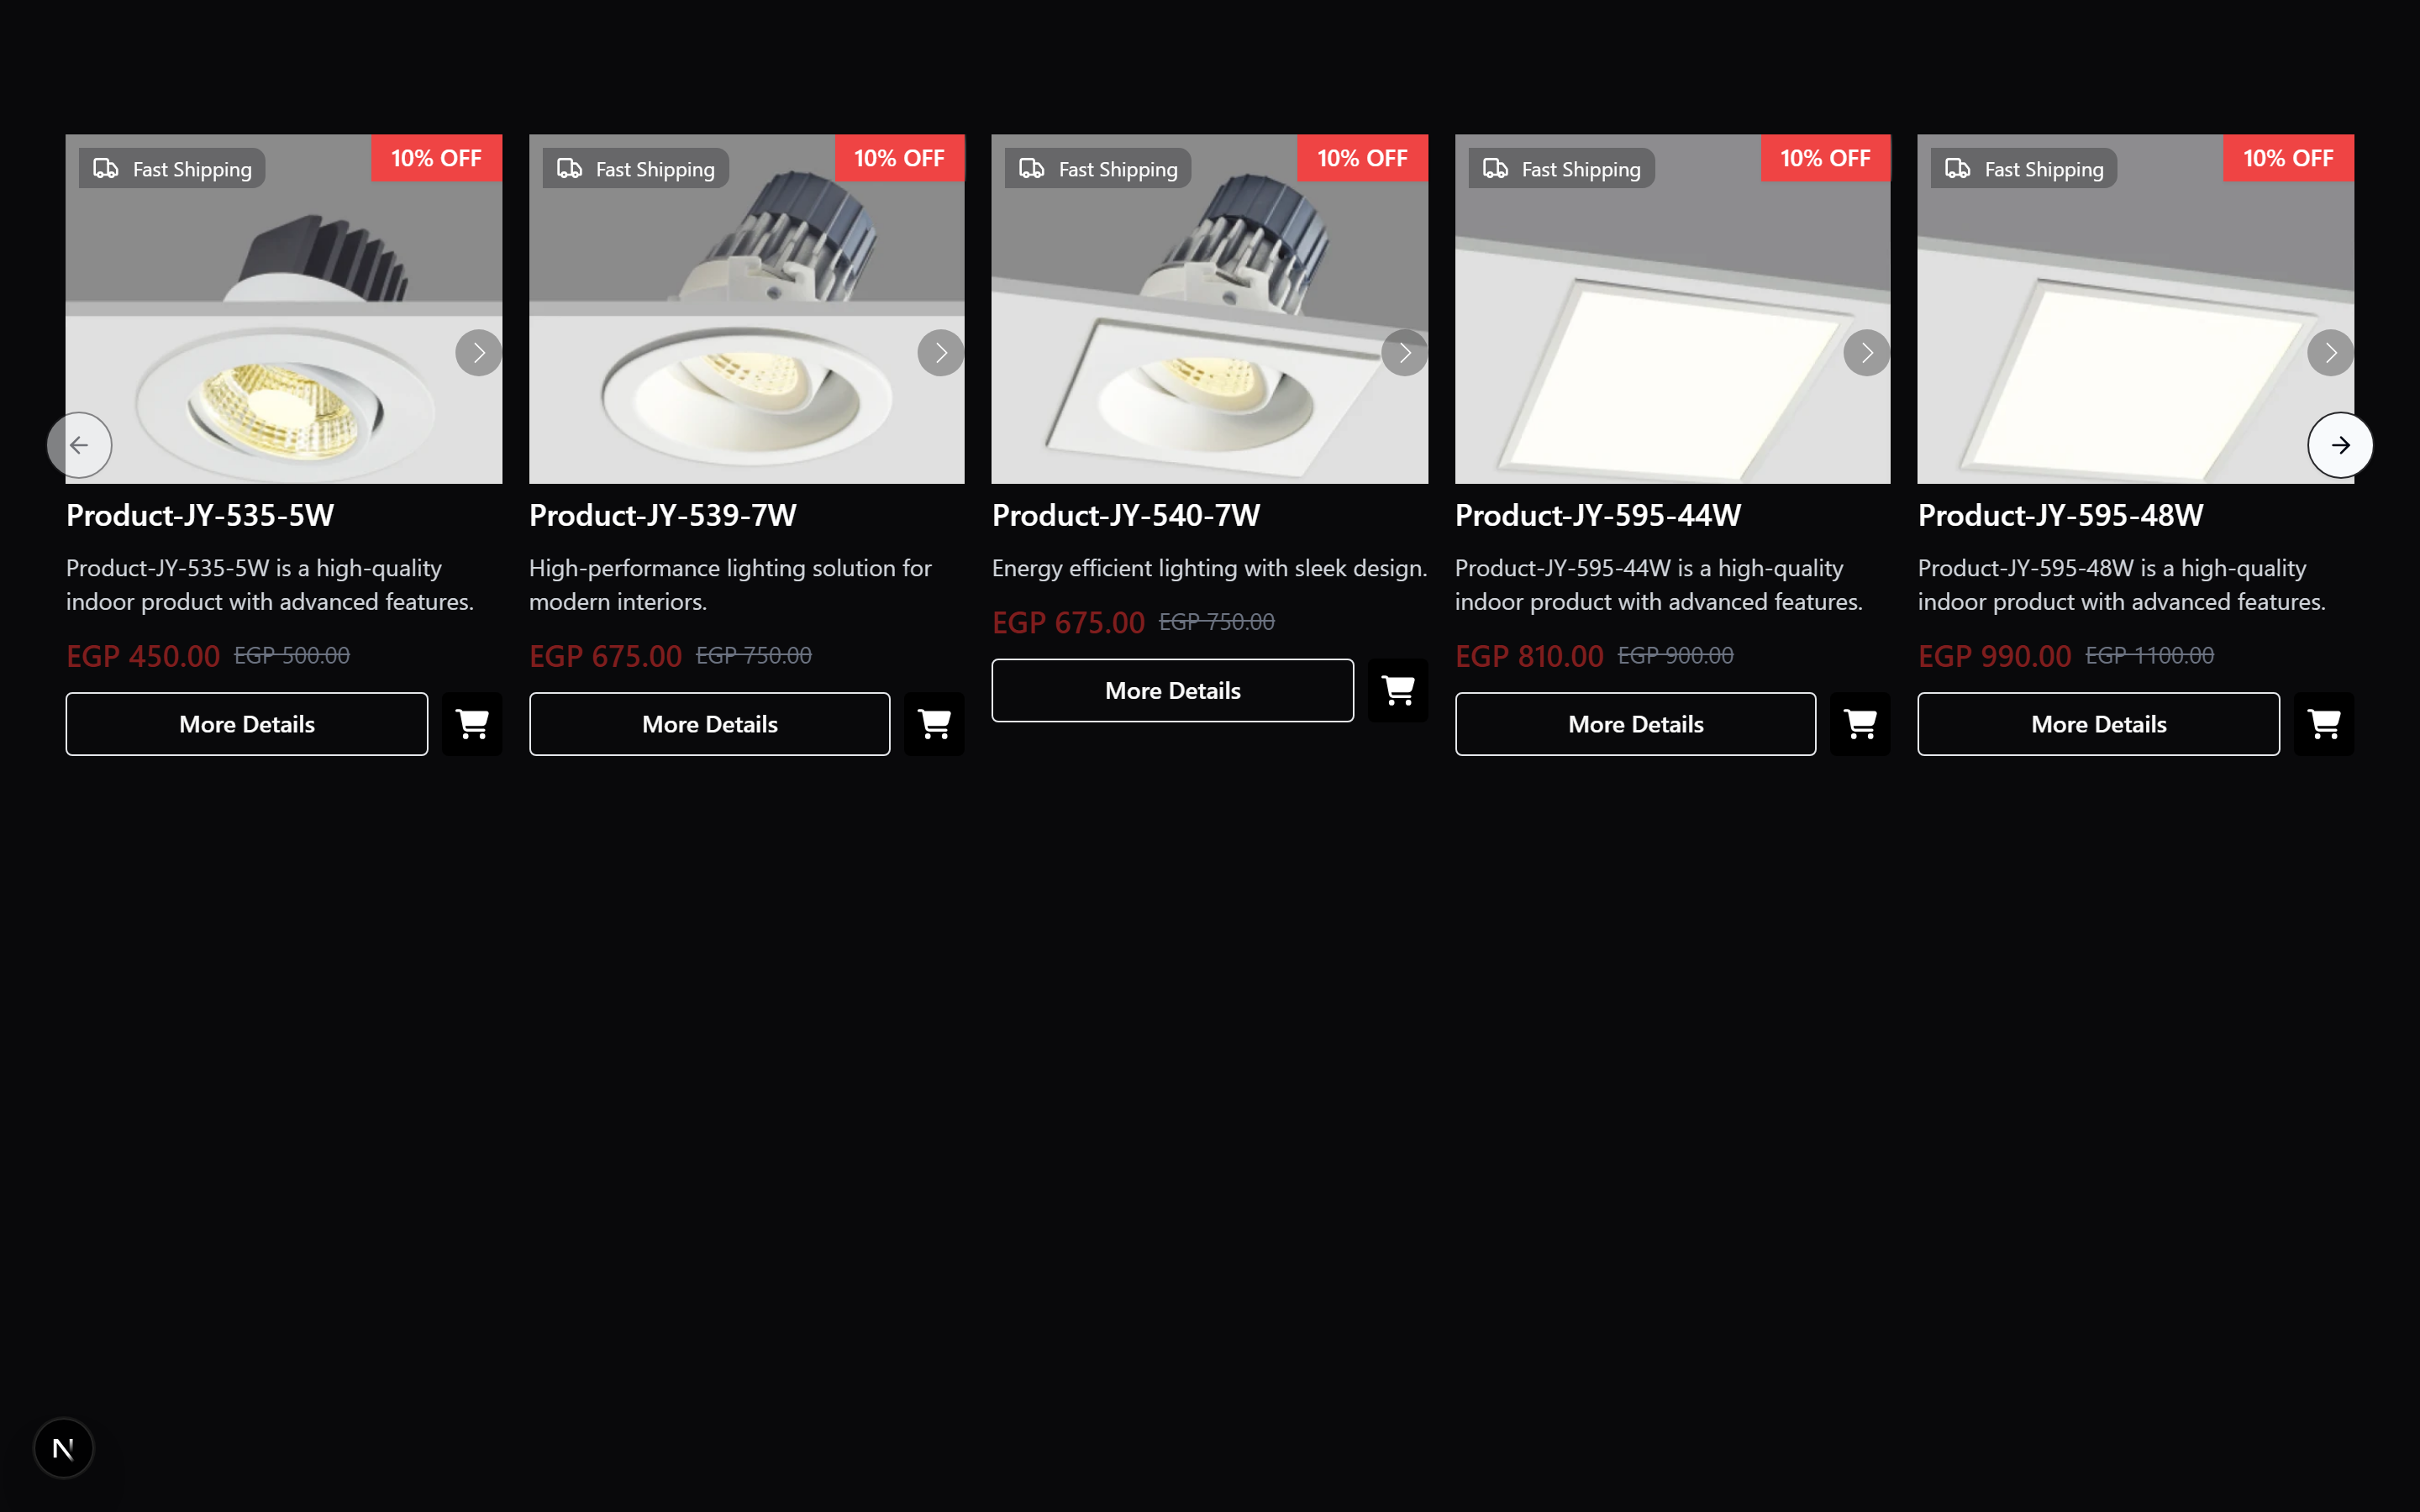 Fast Shipping
10% OFF
Product-JY-535-5W
Product-JY-535-5W is a high-quality
indoor product with advanced features.
EGP 450.00 EGP 500.00
More Details
Fast Shipping
10% OFF
Product-JY-539-7W
High-performance lighting solution for
modern interiors.
EGP 675.00 EGP 750.00
More Details
Fast Shipping
10% OFF
Product-JY-540-7W
Energy efficient lighting with sleek design.
EGP 675.00 EGP 750.00
More Details
Fast Shipping
10% OFF
Product-JY-595-44W
Product-JY-595-44W is a high-quality
indoor product with advanced features.
EGP 810.00 EGP 900.00
More Details
Fast Shipping
10% OFF
Product-JY-595-48W
Product-JY-595-48W is a high-quality
indoor product with advanced features.
EGP 990.00 EGP 1100.00
More Details
N